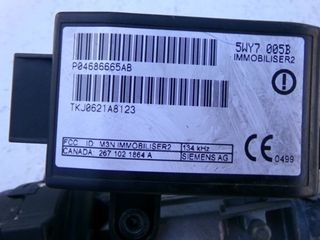 5WY7 005B
IMMOBILISER2
P04686665AB
TKJ0621A8123
CE 0499
FCC ID M3N IMMOBILISER2 134 kHz
CANADA: 267 102 1864 A SIEMENS AG